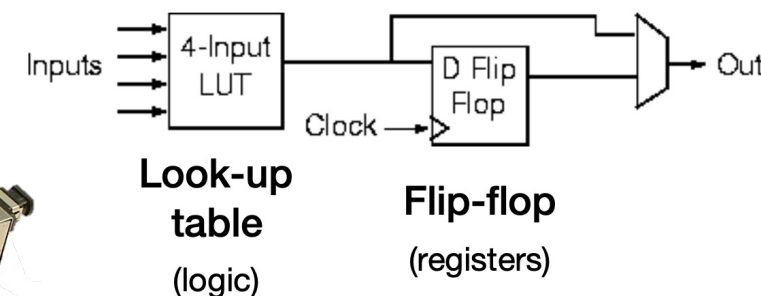 Inputs
4-Input
LUT
D Flip
Flop
Clock
Out
Look-up
table
(logic)
Flip-flop
(registers)